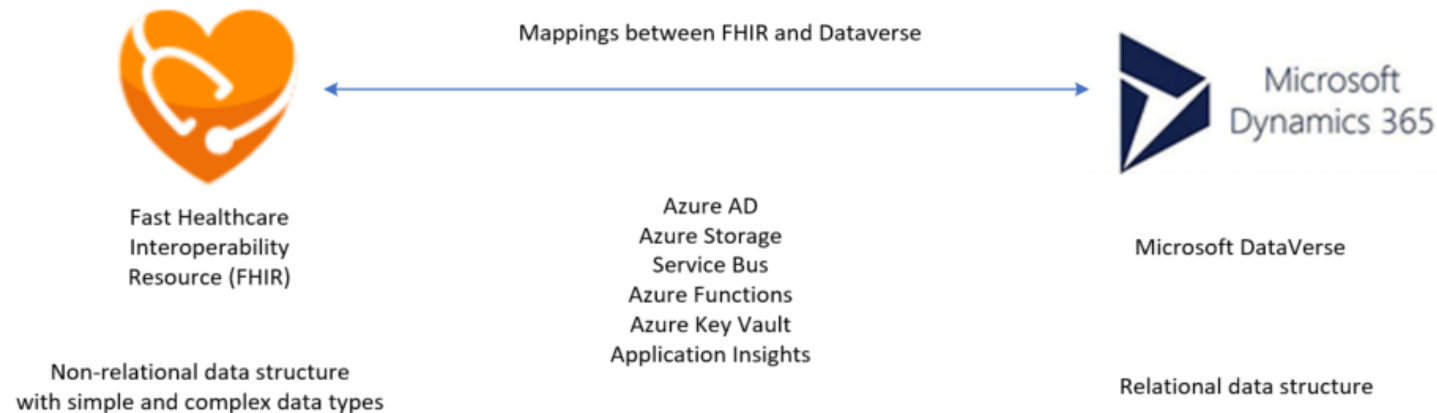 Mappings between FHIR and Dataverse
Microsoft
Dynamics 365
Fast Healthcare
Interoperability
Resource (FHIR)
Azure AD
Azure Storage
Service Bus
Azure Functions
Azure Key Vault
Application Insights
Microsoft DataVerse
Non-relational data structure
with simple and complex data types
Relational data structure